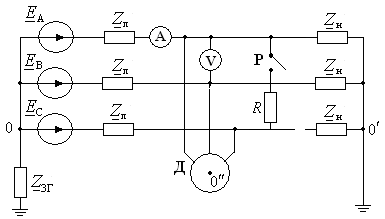 E_A Z_л A Z_н
V P
E_B Z_л Z_н
R
E_C Z_л Z_н
0 0′
Д 0″
Z_ЗГ